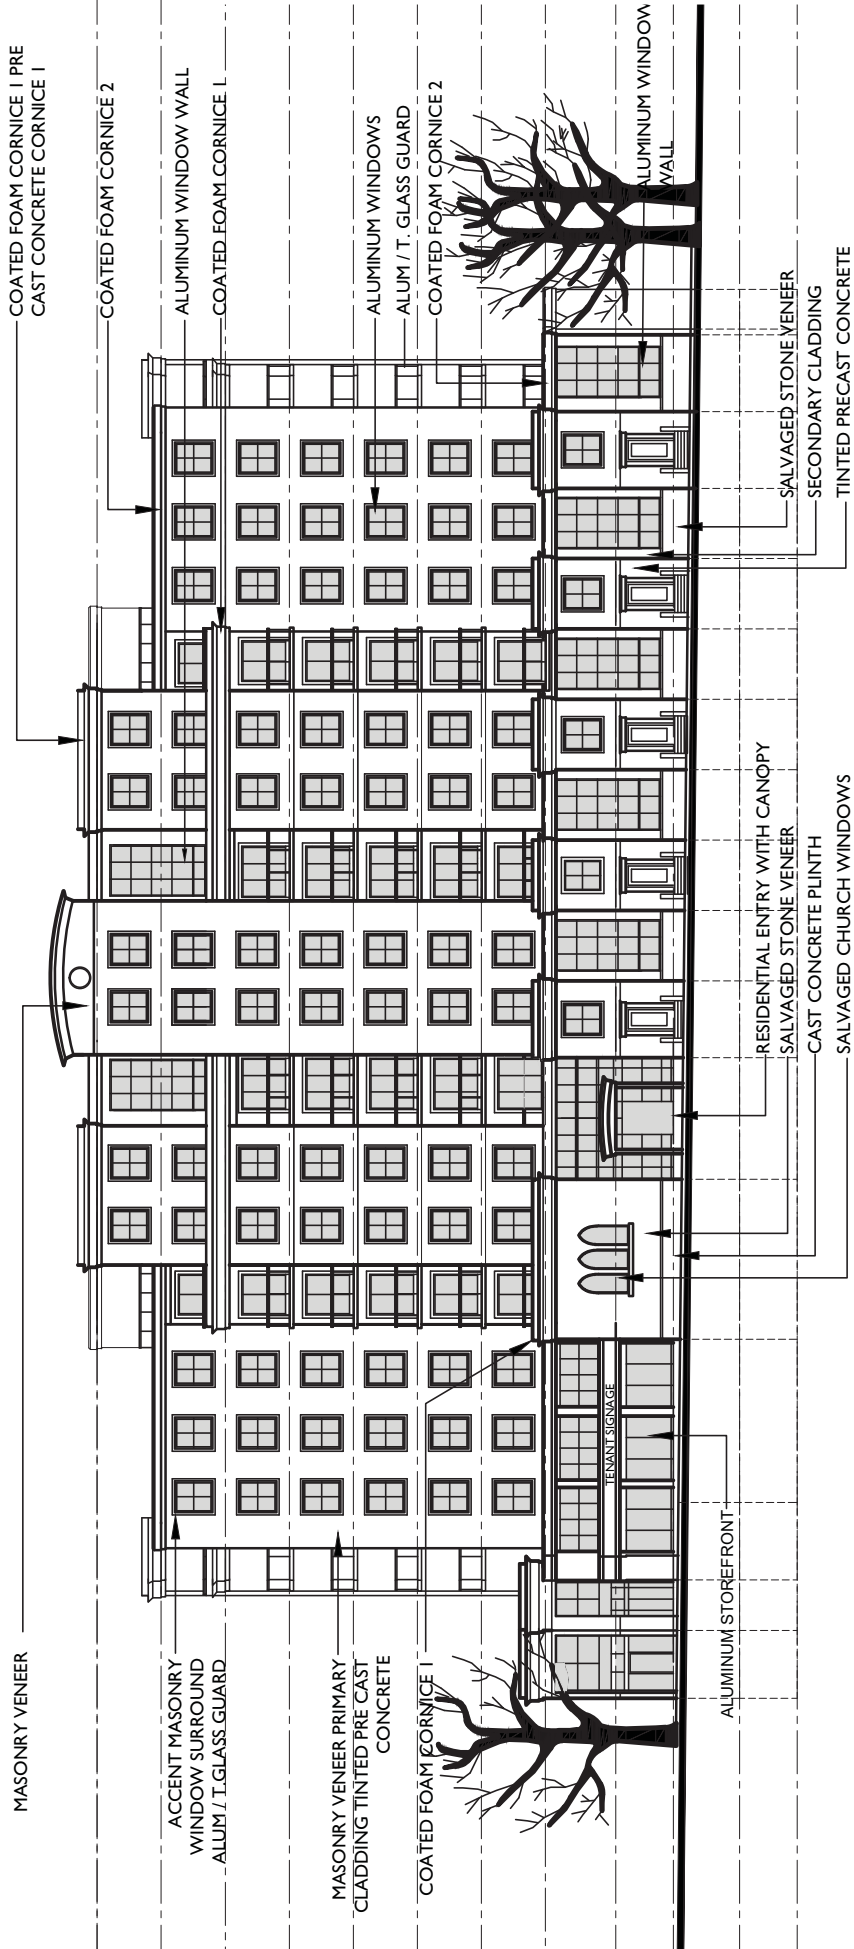 MASONRY VENEER
COATED FOAM CORNICE 1 PRE
CAST CONCRETE CORNICE 1
ACCENT MASONRY
WINDOW SURROUND
ALUM / T.GLASS GUARD
COATED FOAM CORNICE 2
ALUMINUM WINDOW WALL
COATED FOAM CORNICE 1
MASONRY VENEER PRIMARY
CLADDING TINTED PRE CAST
CONCRETE
ALUMINUM WINDOWS
ALUM / T. GLASS GUARD
COATED FOAM CORNICE 1
COATED FOAM CORNICE 2
TENANT SIGNAGE
ALUMINUM WINDOW
WALL
ALUMINUM STOREFRONT
RESIDENTIAL ENTRY WITH CANOPY
SALVAGED STONE VENEER
CAST CONCRETE PLINTH
SALVAGED CHURCH WINDOWS
SALVAGED STONE VENEER
SECONDARY CLADDING
TINTED PRECAST CONCRETE